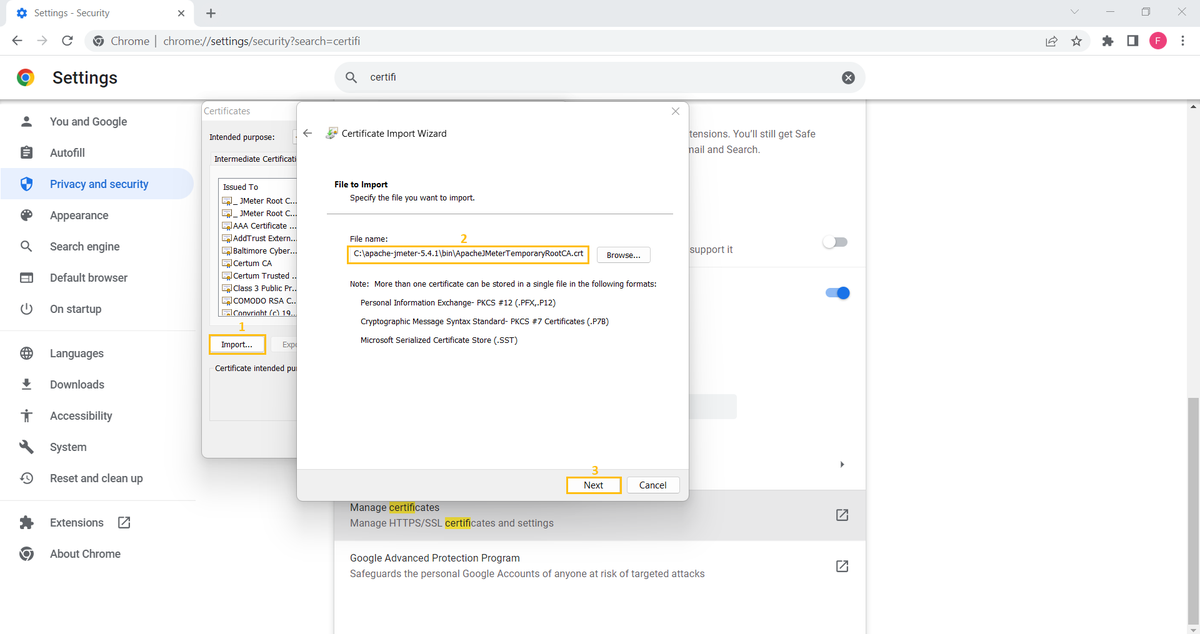 Settings - Security
Chrome | chrome://settings/security?search=certifi
F
Settings
certifi
You and Google
Autofill
Privacy and security
Appearance
Search engine
Default browser
On startup
Languages
Downloads
Accessibility
System
Reset and clean up
Extensions
About Chrome
Certificates
Intended purpose:
Intermediate Certificati
Issued To
_ JMeter Root C...
_ JMeter Root C...
AAA Certificate ...
AddTrust Extern...
Baltimore Cyber...
Certum CA
Certum Trusted ...
Class 3 Public Pr...
COMODO RSA C...
Copyright (c) 19...
1
Import...
Expo
Certificate intended pur
Certificate Import Wizard
File to Import
Specify the file you want to import.
File name:
2
C:\apache-jmeter-5.4.1\bin\ApacheJMeterTemporaryRootCA.crt
Browse...
Note: More than one certificate can be stored in a single file in the following formats:
Personal Information Exchange- PKCS #12 (.PFX,.P12)
Cryptographic Message Syntax Standard- PKCS #7 Certificates (.P7B)
Microsoft Serialized Certificate Store (.SST)
3
Next
Cancel
tensions. You'll still get Safe
mail and Search.
support it
Manage certificates
Manage HTTPS/SSL certificates and settings
Google Advanced Protection Program
Safeguards the personal Google Accounts of anyone at risk of targeted attacks